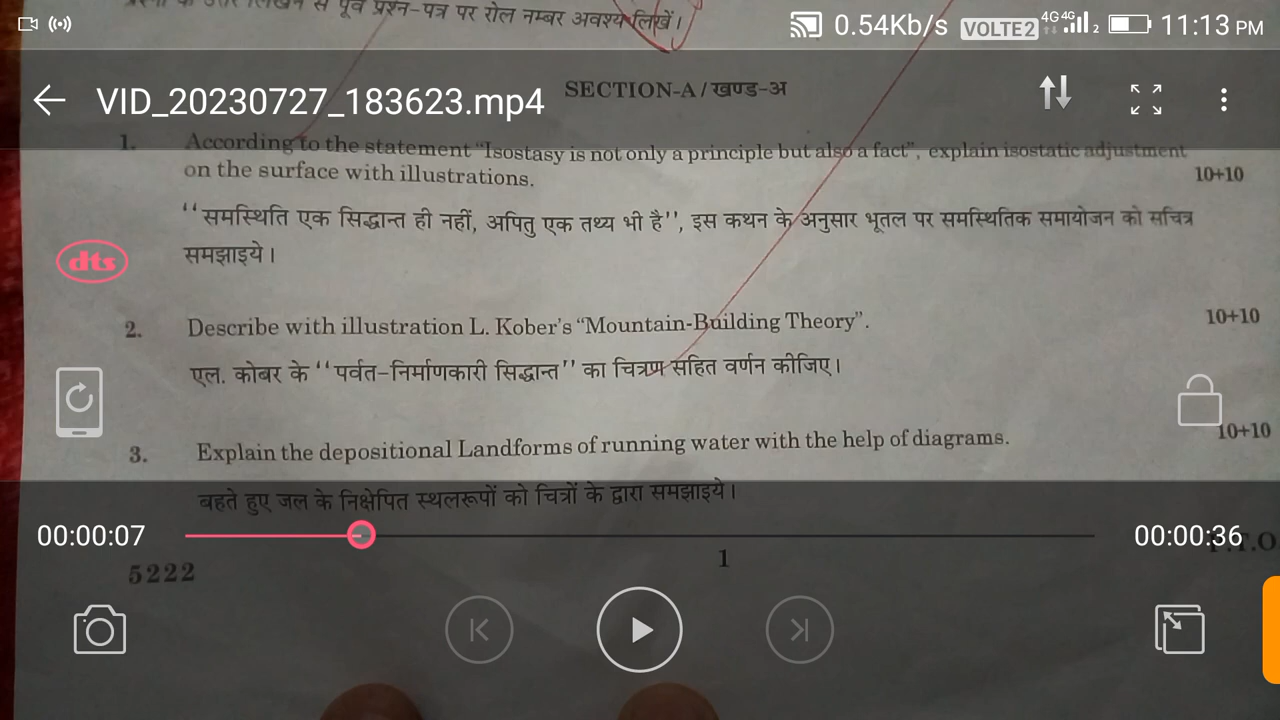 प्रश्नों के उत्तर लिखने से पूर्व प्रश्न-पत्र पर रोल नम्बर अवश्य लिखें।
0.54Kb/s VOLTE2 4G 4G 2 11:13 PM
VID_20230727_183623.mp4
SECTION-A / खण्ड-अ
1. According to the statement "Isostasy is not only a principle but also a fact", explain isostatic adjustment
on the surface with illustrations. 10+10
‘‘समस्थिति एक सिद्धान्त ही नहीं, अपितु एक तथ्य भी है’’, इस कथन के अनुसार भूतल पर समस्थितिक समायोजन को सचित्र
समझाइये।
dts
2. Describe with illustration L. Kober's "Mountain-Building Theory". 10+10
एल. कोबर के ‘‘पर्वत-निर्माणकारी सिद्धान्त’’ का चित्रण सहित वर्णन कीजिए।
3. Explain the depositional Landforms of running water with the help of diagrams. 10+10
बहते हुए जल के निक्षेपित स्थलरूपों को चित्रों के द्वारा समझाइये।
00:00:07 00:00:36
P.T.O
5222 1